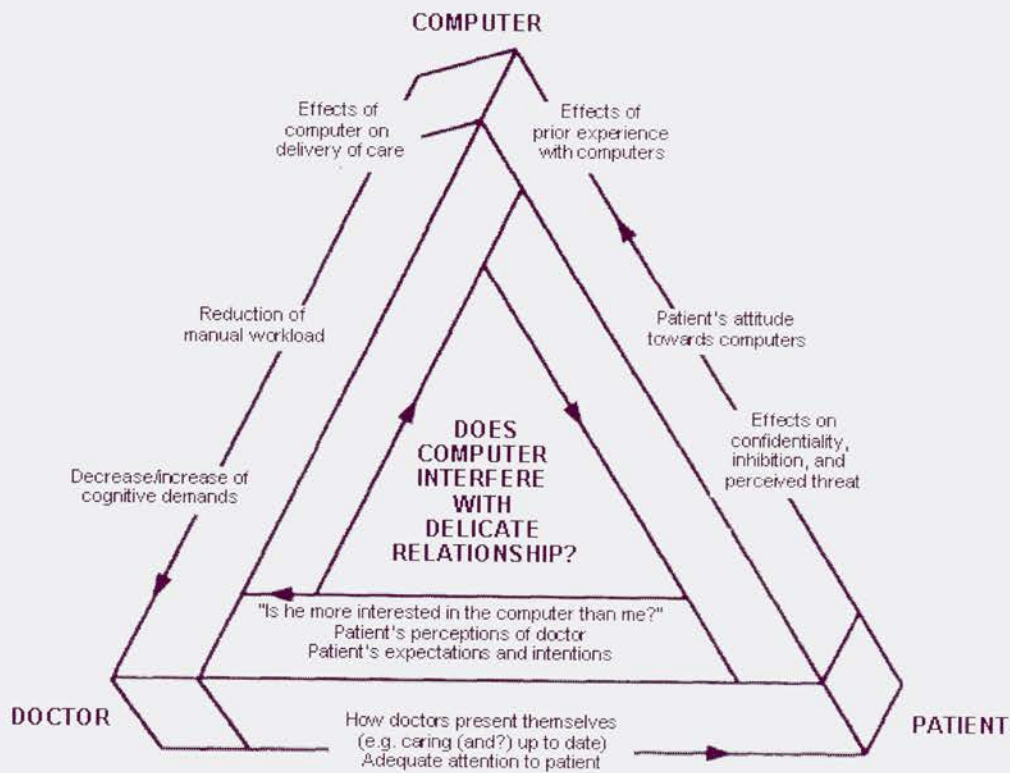 COMPUTER
Effects of
computer on
delivery of care
Effects of
prior experience
with computers
Reduction of
manual workload
Patient's attitude
towards computers
Decrease/increase of
cognitive demands
Effects on
confidentiality,
inhibition, and
perceived threat
DOES
COMPUTER
INTERFERE
WITH
DELICATE
RELATIONSHIP?
"Is he more interested in the computer than me?"
Patient's perceptions of doctor
Patient's expectations and intentions
DOCTOR
PATIENT
How doctors present themselves
(e.g. caring (and?) up to date)
Adequate attention to patient